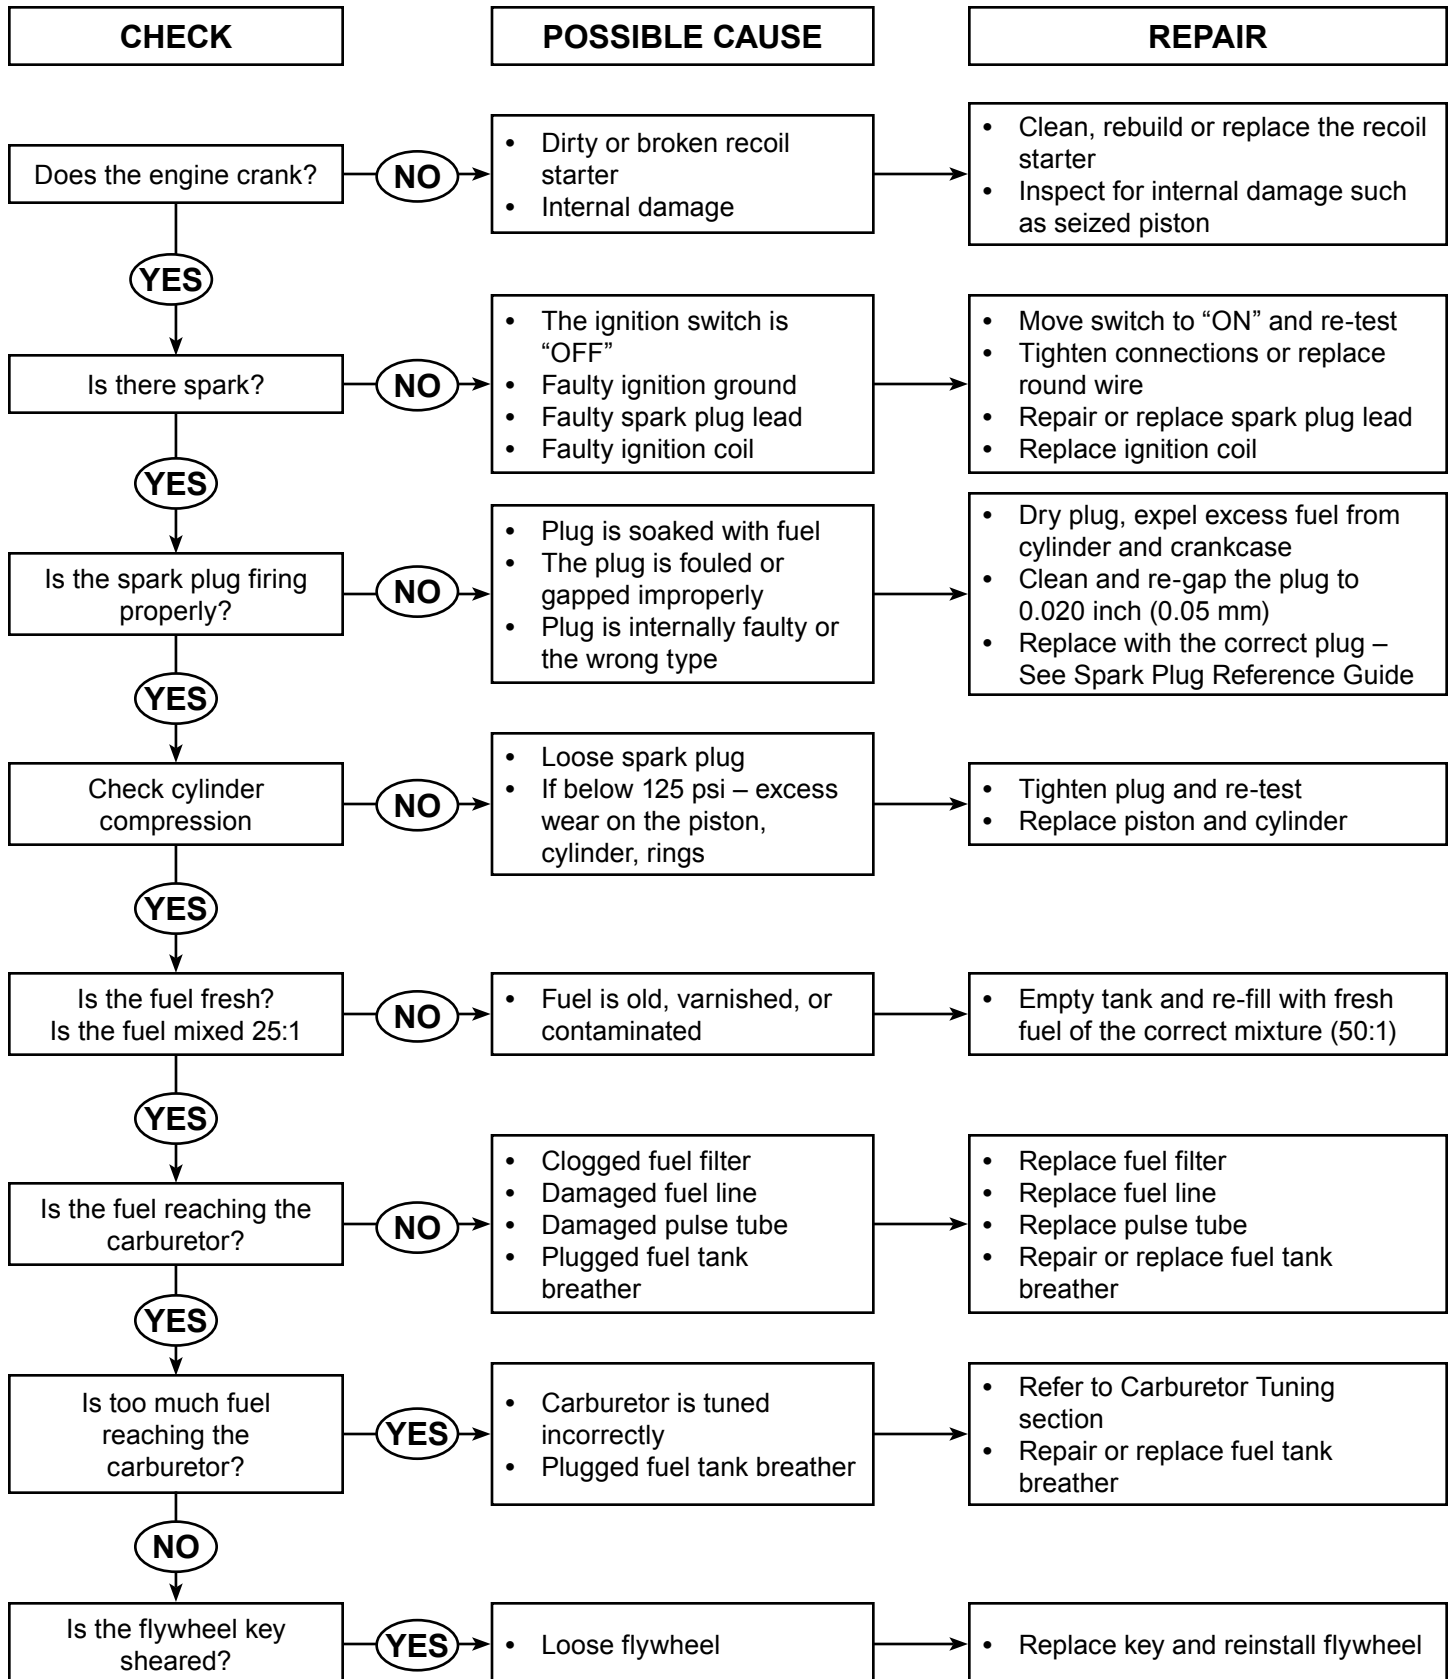 CHECK
POSSIBLE CAUSE
REPAIR
Does the engine crank?
NO
• Dirty or broken recoil
starter
• Internal damage
• Clean, rebuild or replace the recoil
starter
• Inspect for internal damage such
as seized piston
YES
Is there spark?
NO
• The ignition switch is
“OFF”
• Faulty ignition ground
• Faulty spark plug lead
• Faulty ignition coil
• Move switch to “ON” and re-test
• Tighten connections or replace
round wire
• Repair or replace spark plug lead
• Replace ignition coil
YES
Is the spark plug firing
properly?
NO
• Plug is soaked with fuel
• The plug is fouled or
gapped improperly
• Plug is internally faulty or
the wrong type
• Dry plug, expel excess fuel from
cylinder and crankcase
• Clean and re-gap the plug to
0.020 inch (0.05 mm)
• Replace with the correct plug –
See Spark Plug Reference Guide
YES
Check cylinder
compression
NO
• Loose spark plug
• If below 125 psi – excess
wear on the piston,
cylinder, rings
• Tighten plug and re-test
• Replace piston and cylinder
YES
Is the fuel fresh?
Is the fuel mixed 25:1
NO
• Fuel is old, varnished, or
contaminated
• Empty tank and re-fill with fresh
fuel of the correct mixture (50:1)
YES
Is the fuel reaching the
carburetor?
NO
• Clogged fuel filter
• Damaged fuel line
• Damaged pulse tube
• Plugged fuel tank
breather
• Replace fuel filter
• Replace fuel line
• Replace pulse tube
• Repair or replace fuel tank
breather
YES
Is too much fuel
reaching the
carburetor?
YES
• Carburetor is tuned
incorrectly
• Plugged fuel tank breather
• Refer to Carburetor Tuning
section
• Repair or replace fuel tank
breather
NO
Is the flywheel key
sheared?
YES
• Loose flywheel
• Replace key and reinstall flywheel